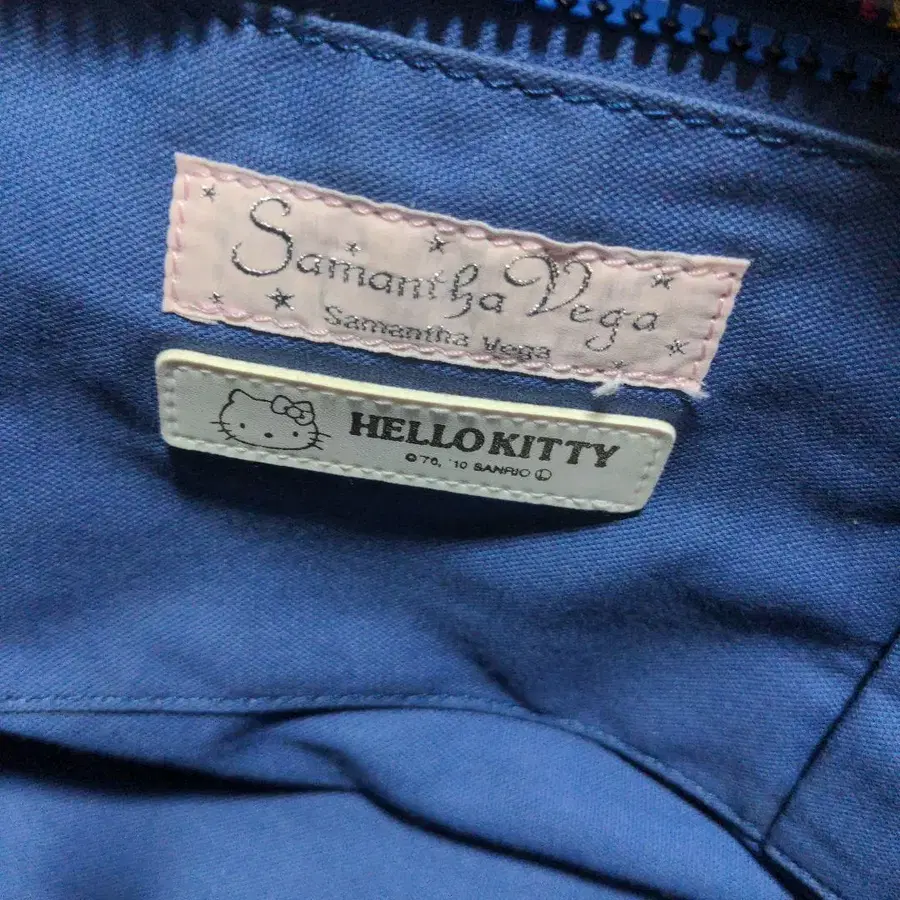 Samantha Vega
Samantha Vega
HELLO KITTY
© 76, '10 SANRIO Ⓛ